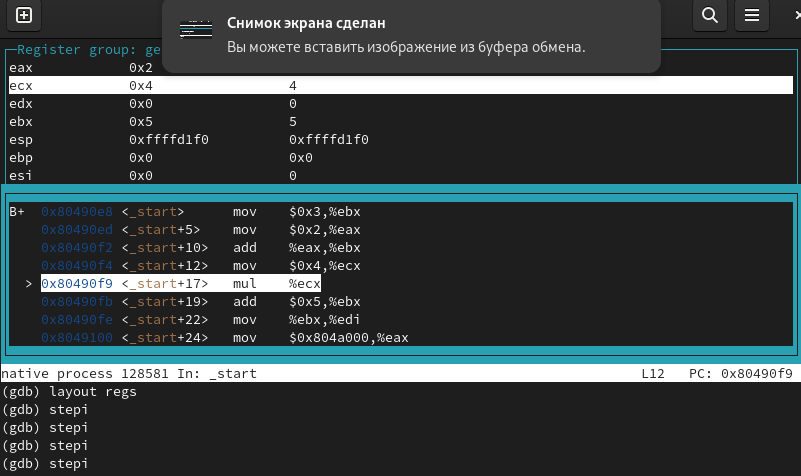 Снимок экрана сделан
Вы можете вставить изображение из буфера обмена.
Register group: ge
eax 0x2
ecx 0x4 4
edx 0x0 0
ebx 0x5 5
esp 0xffffd1f0 0xffffd1f0
ebp 0x0 0x0
esi 0x0 0
B+ 0x80490e8 <_start> mov $0x3,%ebx
0x80490ed <_start+5> mov $0x2,%eax
0x80490f2 <_start+10> add %eax,%ebx
0x80490f4 <_start+12> mov $0x4,%ecx
> 0x80490f9 <_start+17> mul %ecx
0x80490fb <_start+19> add $0x5,%ebx
0x80490fe <_start+22> mov %ebx,%edi
0x8049100 <_start+24> mov $0x804a000,%eax
native process 128581 In: _start L12 PC: 0x80490f9
(gdb) layout regs
(gdb) stepi
(gdb) stepi
(gdb) stepi
(gdb) stepi